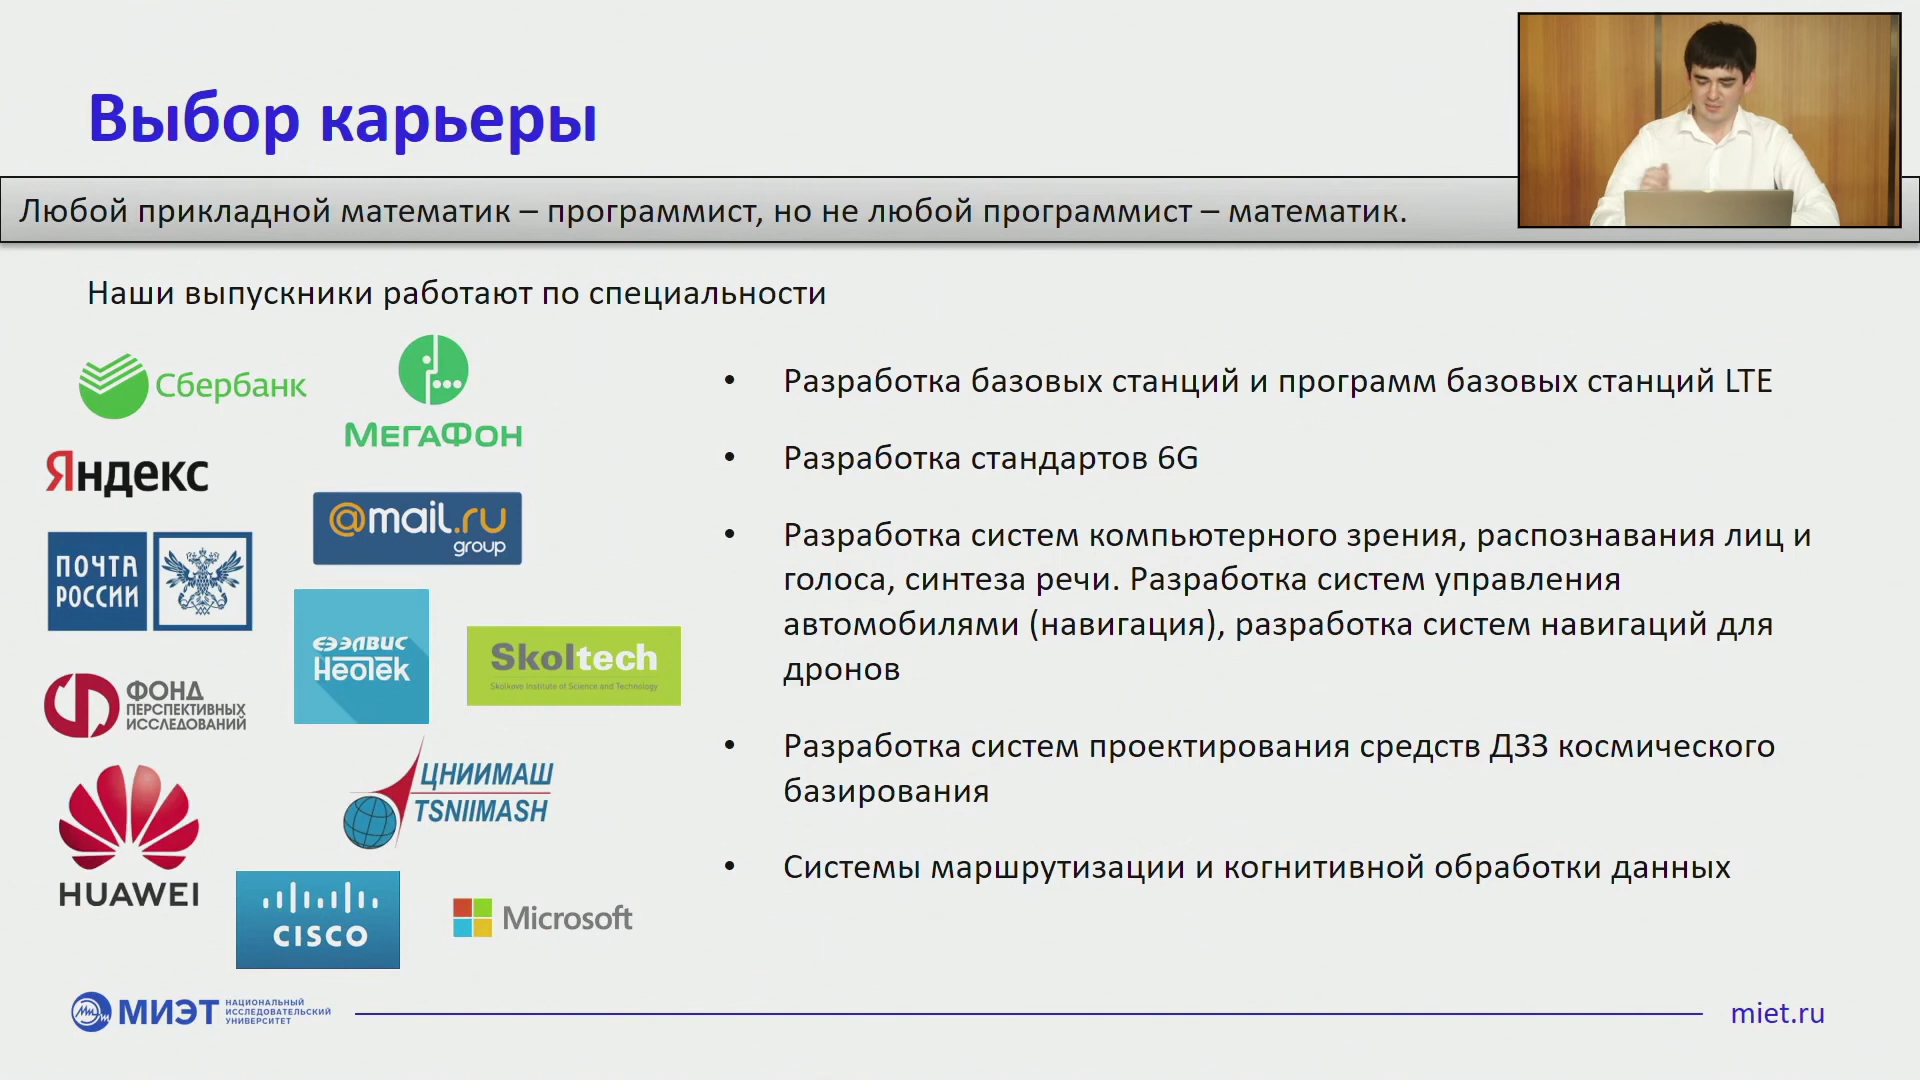 Выбор карьеры
Любой прикладной математик – программист, но не любой программист – математик.
Наши выпускники работают по специальности
Сбербанк
МЕГАФОН
Яндекс
@mail.ru
group
ПОЧТА
РОССИИ
ЭЛВИС
НеоТек
Skoltech
Skolkovo Institute of Science and Technology
ФОНД
ПЕРСПЕКТИВНЫХ
ИССЛЕДОВАНИЙ
ЦНИИМАШ
TSNIIMASH
HUAWEI
CISCO
Microsoft
• Разработка базовых станций и программ базовых станций LTE
• Разработка стандартов 6G
• Разработка систем компьютерного зрения, распознавания лиц и
голоса, синтеза речи. Разработка систем управления
автомобилями (навигация), разработка систем навигаций для
дронов
• Разработка систем проектирования средств ДЗЗ космического
базирования
• Системы маршрутизации и когнитивной обработки данных
МИЭТ
НАЦИОНАЛЬНЫЙ
ИССЛЕДОВАТЕЛЬСКИЙ
УНИВЕРСИТЕТ
miet.ru